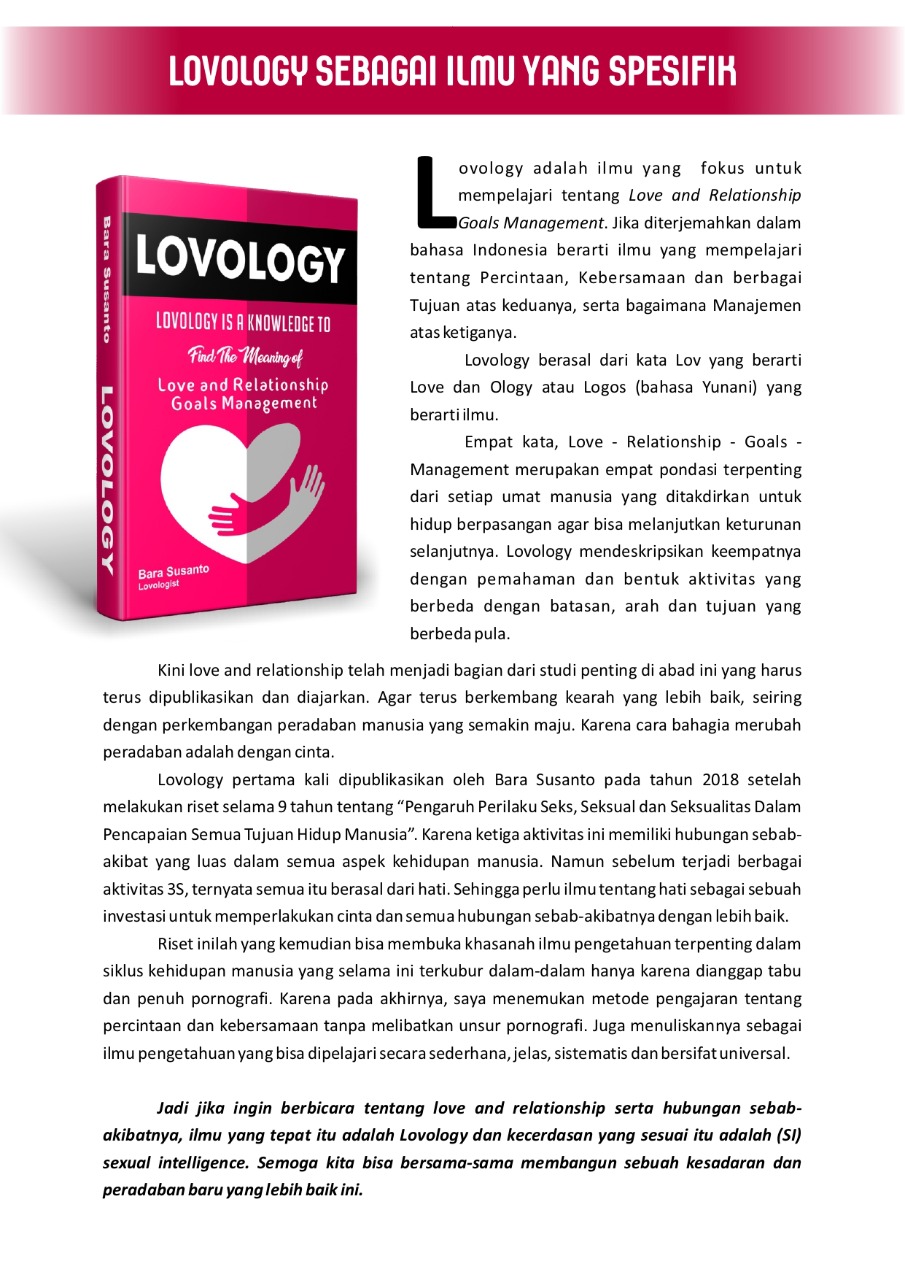 LOVOLOGY SEBAGAI ILMU YANG SPESIFIK
Bara Susanto LOVOLOGY
LOVOLOGY
LOVOLOGY IS A KNOWLEDGE TO
Find The Meaning of
Love and Relationship
Goals Management
Bara Susanto
Lovologist
Lovology adalah ilmu yang fokus untuk
mempelajari tentang Love and Relationship
Goals Management. Jika diterjemahkan dalam
bahasa Indonesia berarti ilmu yang mempelajari
tentang Percintaan, Kebersamaan dan berbagai
Tujuan atas keduanya, serta bagaimana Manajemen
atas ketiganya.
Lovology berasal dari kata Lov yang berarti
Love dan Ology atau Logos (bahasa Yunani) yang
berarti ilmu.
Empat kata, Love - Relationship - Goals -
Management merupakan empat pondasi terpenting
dari setiap umat manusia yang ditakdirkan untuk
hidup berpasangan agar bisa melanjutkan keturunan
selanjutnya. Lovology mendeskripsikan keempatnya
dengan pemahaman dan bentuk aktivitas yang
berbeda dengan batasan, arah dan tujuan yang
berbeda pula.
Kini love and relationship telah menjadi bagian dari studi penting di abad ini yang harus
terus dipublikasikan dan diajarkan. Agar terus berkembang kearah yang lebih baik, seiring
dengan perkembangan peradaban manusia yang semakin maju. Karena cara bahagia merubah
peradaban adalah dengan cinta.
Lovology pertama kali dipublikasikan oleh Bara Susanto pada tahun 2018 setelah
melakukan riset selama 9 tahun tentang “Pengaruh Perilaku Seks, Seksual dan Seksualitas Dalam
Pencapaian Semua Tujuan Hidup Manusia”. Karena ketiga aktivitas ini memiliki hubungan sebab-
akibat yang luas dalam semua aspek kehidupan manusia. Namun sebelum terjadi berbagai
aktivitas 3S, ternyata semua itu berasal dari hati. Sehingga perlu ilmu tentang hati sebagai sebuah
investasi untuk memperlakukan cinta dan semua hubungan sebab-akibatnya dengan lebih baik.
Riset inilah yang kemudian bisa membuka khasanah ilmu pengetahuan terpenting dalam
siklus kehidupan manusia yang selama ini terkubur dalam-dalam hanya karena dianggap tabu
dan penuh pornografi. Karena pada akhirnya, saya menemukan metode pengajaran tentang
percintaan dan kebersamaan tanpa melibatkan unsur pornografi. Juga menuliskannya sebagai
ilmu pengetahuan yang bisa dipelajari secara sederhana, jelas, sistematis dan bersifat universal.
Jadi jika ingin berbicara tentang love and relationship serta hubungan sebab-
akibatnya, ilmu yang tepat itu adalah Lovology dan kecerdasan yang sesuai itu adalah (SI)
sexual intelligence. Semoga kita bisa bersama-sama membangun sebuah kesadaran dan
peradaban baru yang lebih baik ini.